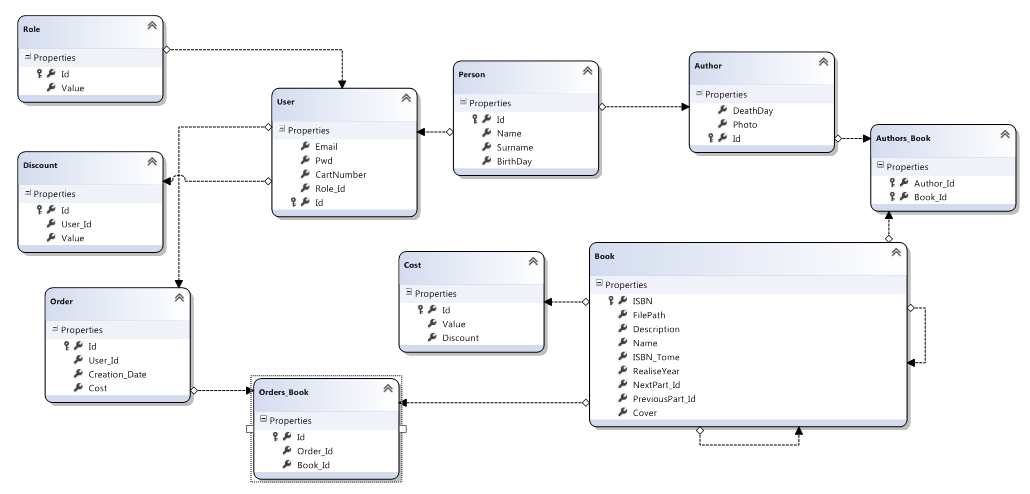 Role
Properties
Id
Value
User
Properties
Email
Pwd
CartNumber
Role_Id
Id
Person
Properties
Id
Name
Surname
BirthDay
Author
Properties
DeathDay
Photo
Id
Authors_Book
Properties
Author_Id
Book_Id
Discount
Properties
Id
User_Id
Value
Order
Properties
Id
User_Id
Creation_Date
Cost
Cost
Properties
Id
Value
Discount
Book
Properties
ISBN
FilePath
Description
Name
ISBN_Tome
RealiseYear
NextPart_Id
PreviousPart_Id
Cover
Orders_Book
Properties
Id
Order_Id
Book_Id